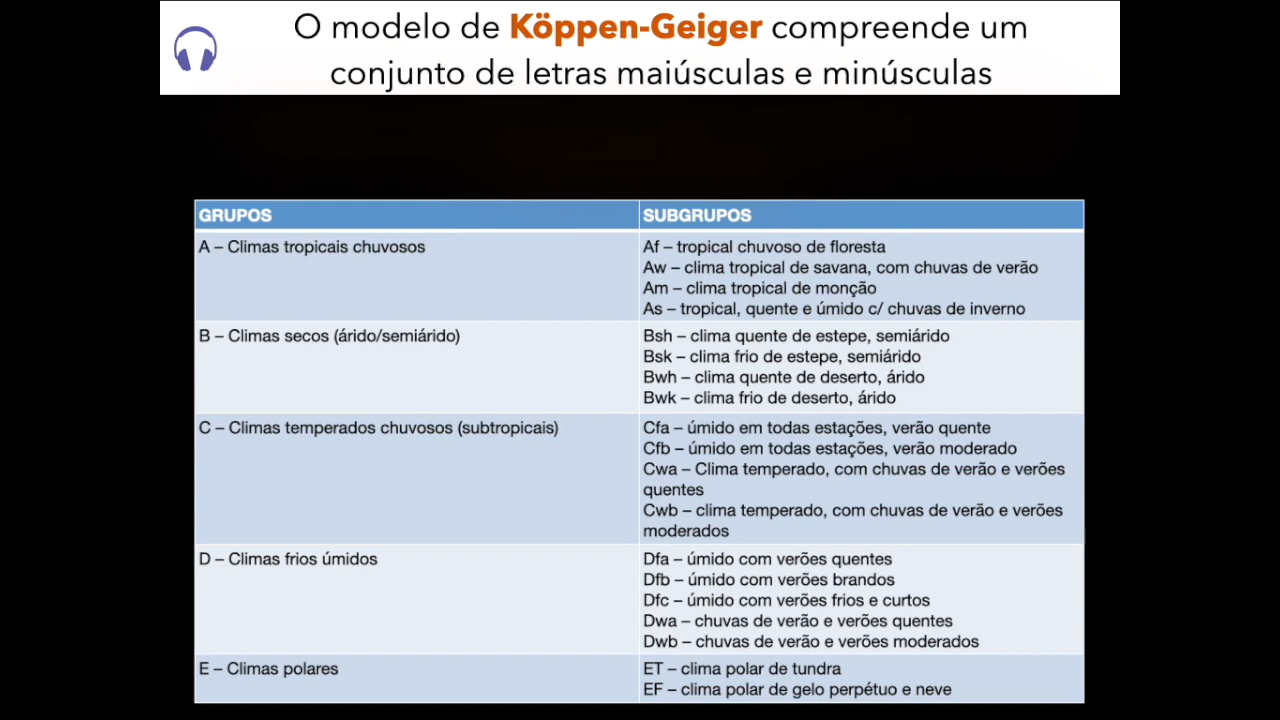 O modelo de Köppen-Geiger compreende um
conjunto de letras maiúsculas e minúsculas
GRUPOS
SUBGRUPOS
A – Climas tropicais chuvosos
Af – tropical chuvoso de floresta
Aw – clima tropical de savana, com chuvas de verão
Am – clima tropical de monção
As – tropical, quente e úmido c/ chuvas de inverno
B – Climas secos (árido/semiárido)
Bsh – clima quente de estepe, semiárido
Bsk – clima frio de estepe, semiárido
Bwh – clima quente de deserto, árido
Bwk – clima frio de deserto, árido
C – Climas temperados chuvosos (subtropicais)
Cfa – úmido em todas estações, verão quente
Cfb – úmido em todas estações, verão moderado
Cwa – Clima temperado, com chuvas de verão e verões
quentes
Cwb – clima temperado, com chuvas de verão e verões
moderados
D – Climas frios úmidos
Dfa – úmido com verões quentes
Dfb – úmido com verões brandos
Dfc – úmido com verões frios e curtos
Dwa – chuvas de verão e verões quentes
Dwb – chuvas de verão e verões moderados
E – Climas polares
ET – clima polar de tundra
EF – clima polar de gelo perpétuo e neve